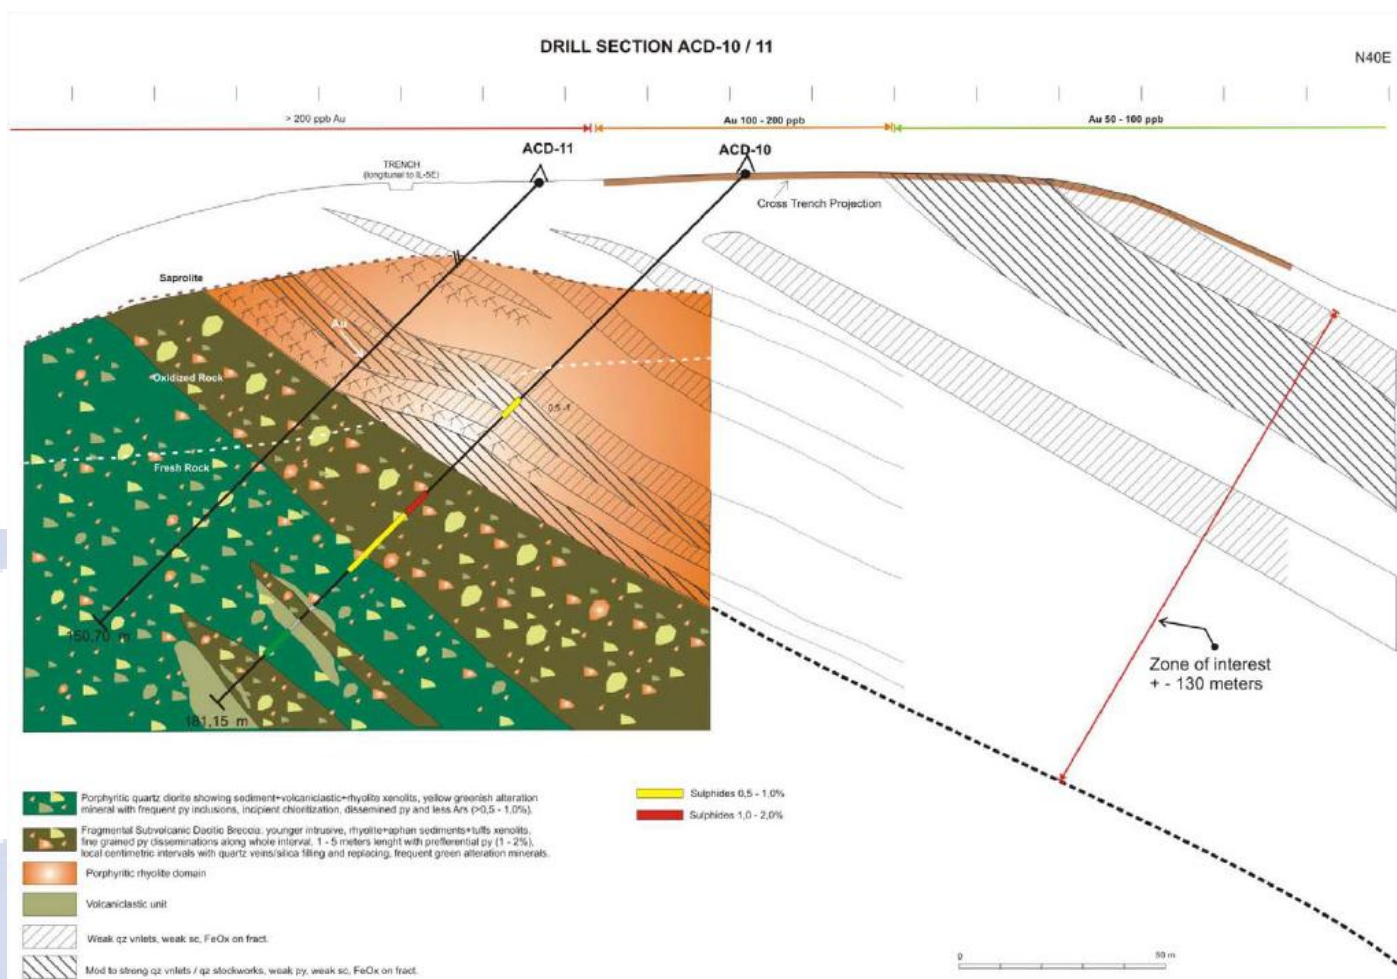 DRILL SECTION ACD-10 / 11
N40E
> 200 ppb Au
Au 100 - 200 ppb
Au 50 - 100 ppb
ACD-11
ACD-10
TRENCH
(longitunal to IL-5E)
Cross Trench Projection
Saprolite
Au
Oxidized Rock
0,5 -1
Fresh Rock
150,70 m
181,15 m
Zone of interest
+ - 130 meters
Porphyritic quartz diorite showing sediment+volcaniclastic+rhyolite xenolits, yellow greenish alteration
mineral with frequent py inclusions, incipient chloritization, dissemined py and less Ars (>0,5 - 1,0%).
Fragmental Subvolcanic Dacitic Breccia: younger intrusive, rhyolite+aphan sediments+tuffs xenolits,
fine grained py disseminations along whole interval, 1 - 5 meters lenght with prefferential py (1 - 2%),
local centimetric intervals with quartz veins/silica filling and replacing, frequent green alteration minerals.
Porphyritic rhyolite domain
Volcaniclastic unit
Weak qz vnlets, weak sc, FeOx on fract.
Mod to strong qz vnlets / qz stockworks, weak py, weak sc, FeOx on fract.
Sulphides 0,5 - 1,0%
Sulphides 1,0 - 2,0%
0
50 m